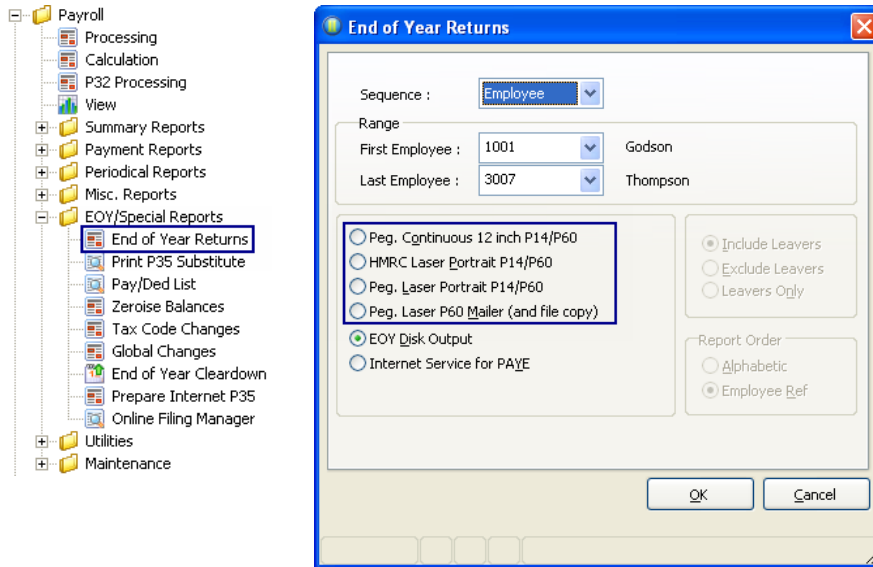 Payroll
Processing
Calculation
P32 Processing
View
Summary Reports
Payment Reports
Periodical Reports
Misc. Reports
EOY/Special Reports
End of Year Returns
Print P35 Substitute
Pay/Ded List
Zeroise Balances
Tax Code Changes
Global Changes
End of Year Cleardown
Prepare Internet P35
Online Filing Manager
Utilities
Maintenance
End of Year Returns
Sequence : Employee
Range
First Employee : 1001 Godson
Last Employee : 3007 Thompson
Peg. Continuous 12 inch P14/P60
HMRC Laser Portrait P14/P60
Peg. Laser Portrait P14/P60
Peg. Laser P60 Mailer (and file copy)
EOY Disk Output
Internet Service for PAYE
Include Leavers
Exclude Leavers
Leavers Only
Report Order
Alphabetic
Employee Ref
OK Cancel